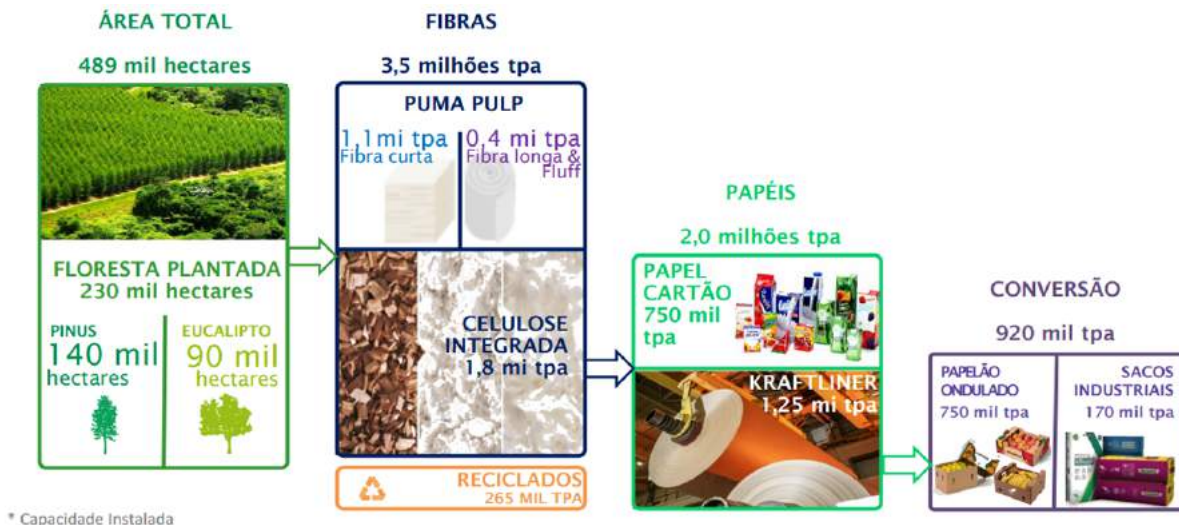 ÁREA TOTAL
489 mil hectares
FLORESTA PLANTADA
230 mil hectares
PINUS
140 mil
hectares
EUCALIPTO
90 mil
hectares
FIBRAS
3,5 milhões tpa
PUMA PULP
1,1mi tpa
Fibra curta
0,4 mi tpa
Fibra longa &
Fluff
CELULOSE
INTEGRADA
1,8 mi tpa
RECICLADOS
265 MIL TPA
PAPÉIS
2,0 milhões tpa
PAPEL
CARTÃO
750 mil
tpa
KRAFTLINER
1,25 mi tpa
CONVERSÃO
920 mil tpa
PAPELÃO
ONDULADO
750 mil tpa
SACOS
INDUSTRIAIS
170 mil tpa
* Capacidade Instalada